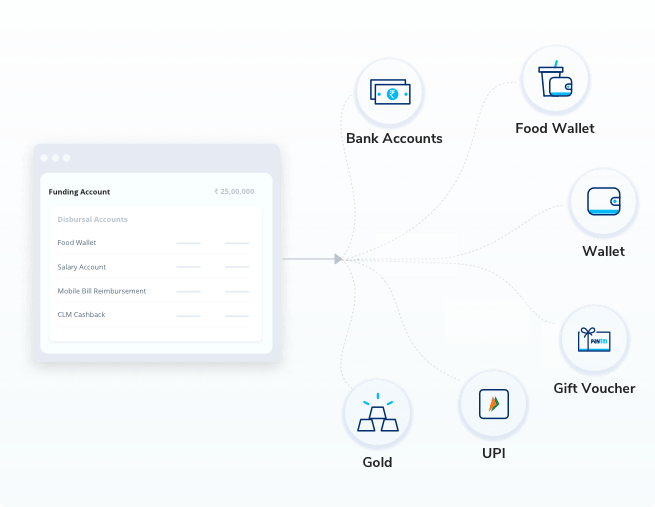 Bank Accounts
Food Wallet
Funding Account ₹ 25,00,000
Disbursal Accounts
Food Wallet
Salary Account
Mobile Bill Reimbursement
CLM Cashback
Wallet
PAYTM
Gift Voucher
UPI
Gold